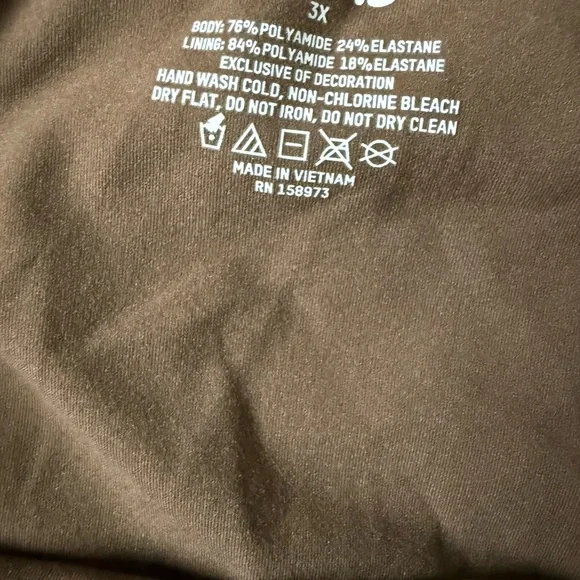 3X
BODY: 76% POLYAMIDE 24% ELASTANE
LINING: 84% POLYAMIDE 18% ELASTANE
EXCLUSIVE OF DECORATION
HAND WASH COLD, NON-CHLORINE BLEACH
DRY FLAT, DO NOT IRON, DO NOT DRY CLEAN
MADE IN VIETNAM
RN 158973